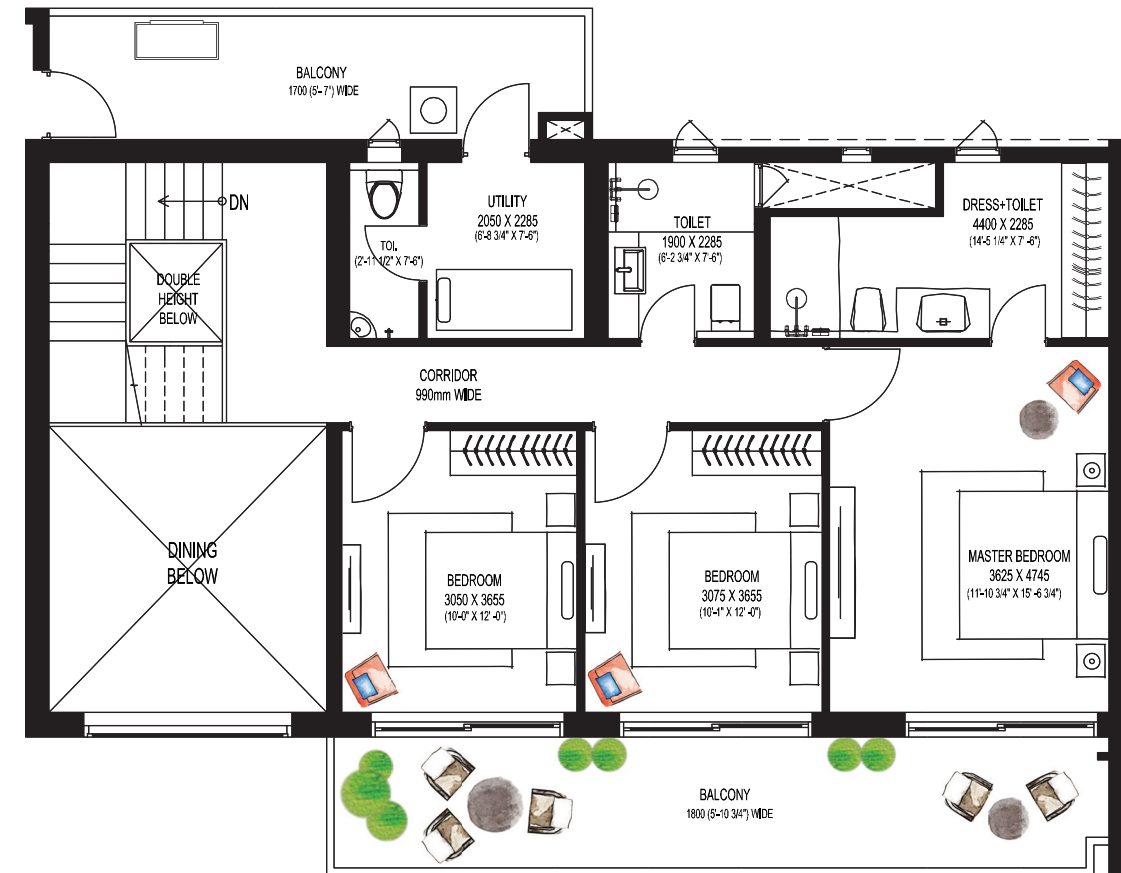 BALCONY
1700 (5'-7") WIDE
DN
DOUBLE
HEIGHT
BELOW
TOI.
(2'-11 1/2" X 7'-6")
UTILITY
2050 X 2285
(6'-8 3/4" X 7'-6")
TOILET
1900 X 2285
(6'-2 3/4" X 7'-6")
DRESS+TOILET
4400 X 2285
(14'-5 1/4" X 7'-6")
CORRIDOR
990mm WIDE
DINING
BELOW
BEDROOM
3050 X 3655
(10'-0" X 12'-0")
BEDROOM
3075 X 3655
(10'-1" X 12'-0")
MASTER BEDROOM
3625 X 4745
(11'-10 3/4" X 15'-6 3/4")
BALCONY
1800 (5'-10 3/4") WIDE